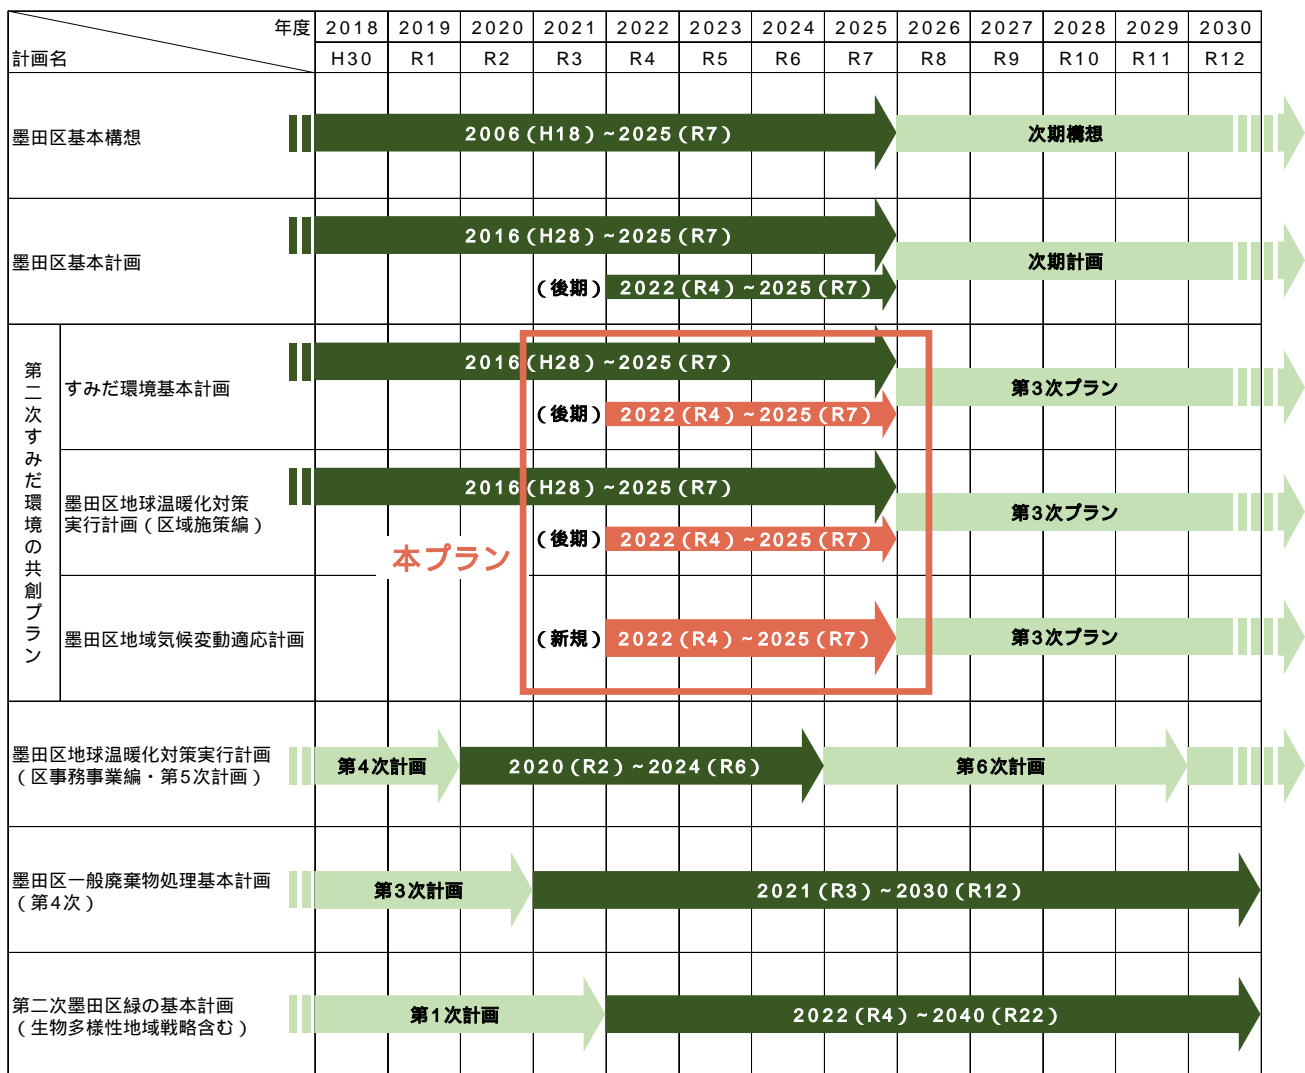 年度 2018 2019 2020 2021 2022 2023 2024 2025 2026 2027 2028 2029 2030
計画名 H30 R1 R2 R3 R4 R5 R6 R7 R8 R9 R10 R11 R12
墨田区基本構想 2006(H18)~2025(R7) 次期構想
2016(H28)~2025(R7)
墨田区基本計画 次期計画
(後期) 2022(R4)~2025(R7)
第二次すみだ環境の共創プラン
2016(H28)~2025(R7)
すみだ環境基本計画 第3次プラン
(後期) 2022(R4)~2025(R7)
2016(H28)~2025(R7)
墨田区地球温暖化対策
実行計画(区域施策編) 第3次プラン
(後期) 2022(R4)~2025(R7)
本プラン
墨田区地域気候変動適応計画 (新規) 2022(R4)~2025(R7) 第3次プラン
墨田区地球温暖化対策実行計画
(区事務事業編・第5次計画) 第4次計画 2020(R2)~2024(R6) 第6次計画
墨田区一般廃棄物処理基本計画
(第4次) 第3次計画 2021(R3)~2030(R12)
第二次墨田区緑の基本計画
(生物多様性地域戦略含む) 第1次計画 2022(R4)~2040(R22)